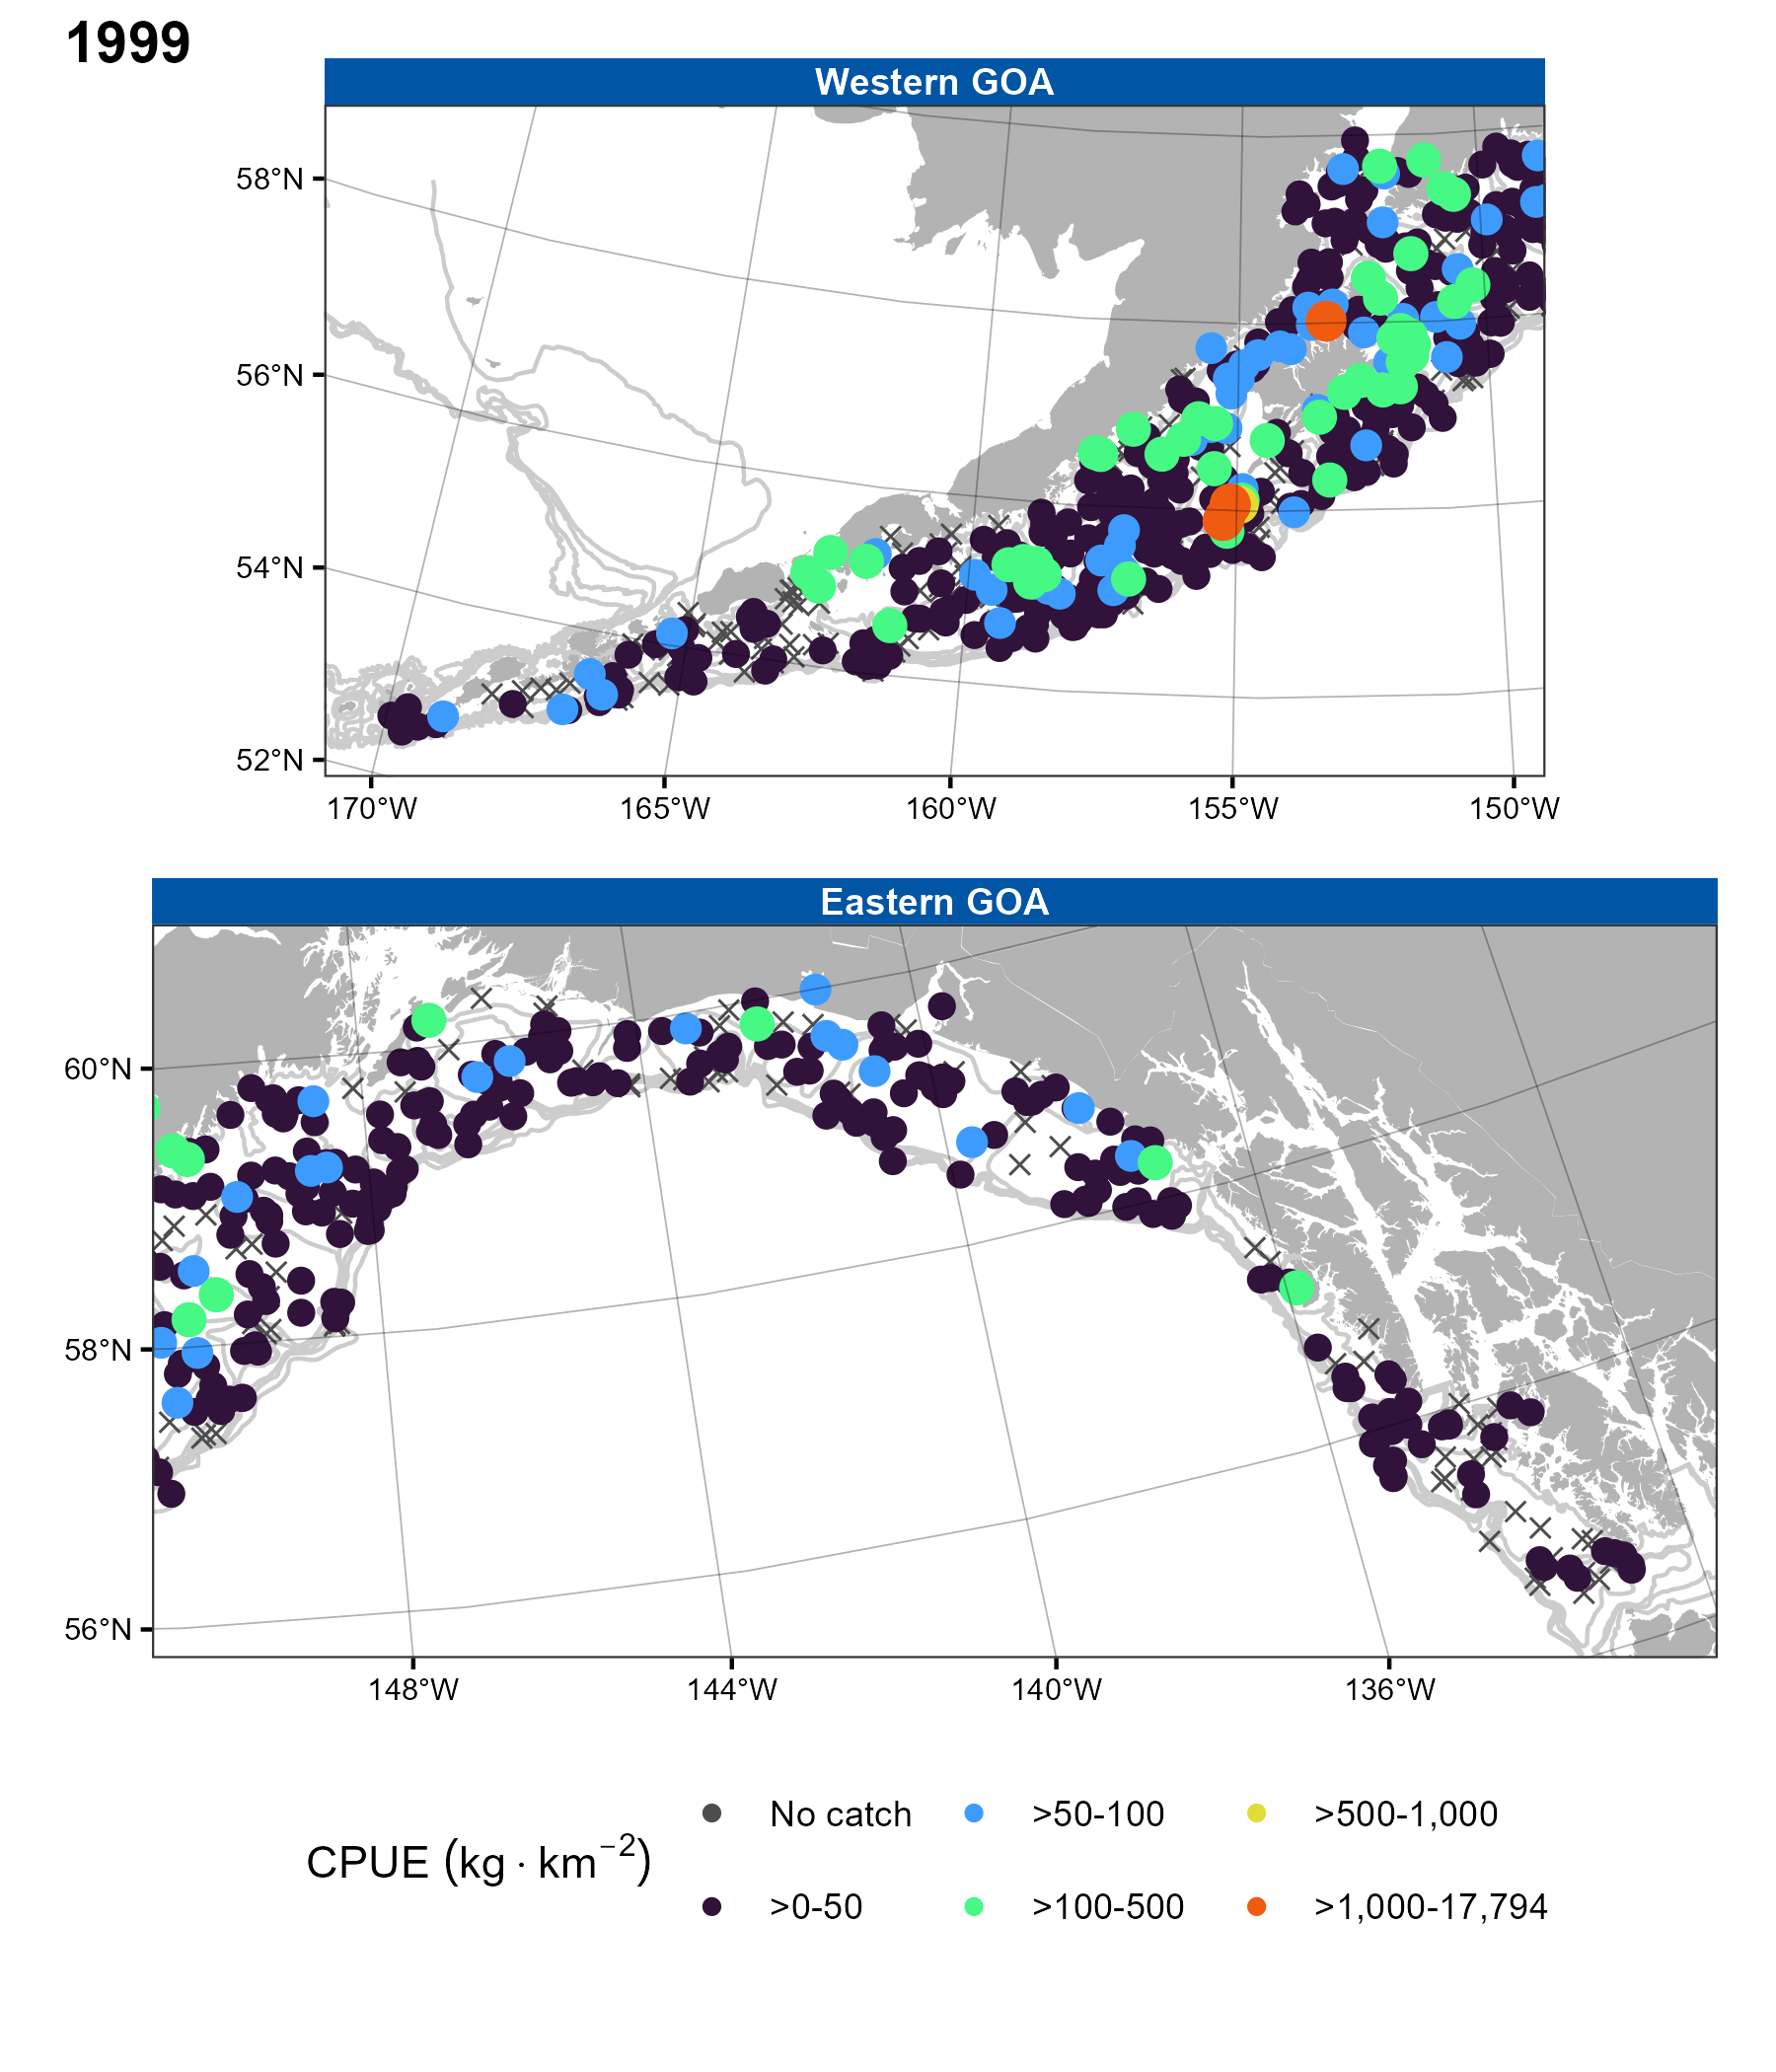 1999
Western GOA
58°N
56°N
54°N
52°N
170°W 165°W 160°W 155°W 150°W
Eastern GOA
60°N
58°N
56°N
148°W 144°W 140°W 136°W
CPUE (kg · km⁻²)
No catch >50-100 >500-1,000
>0-50 >100-500 >1,000-17,794